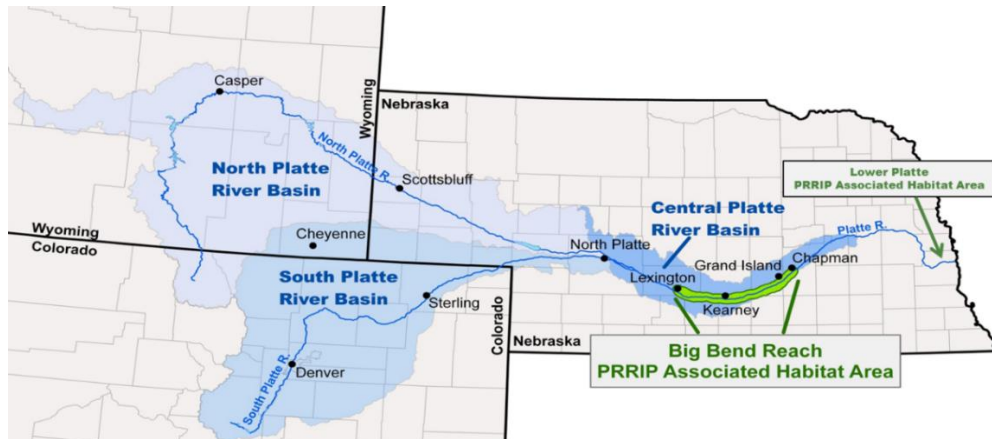 Casper
Wyoming
Nebraska
North Platte R.
North Platte
River Basin
Scottsbluff
Lower Platte
PRRIP Associated Habitat Area
Central Platte
River Basin
Platte R.
Wyoming
Colorado
Cheyenne
North Platte
Grand Island
Chapman
Lexington
South Platte
River Basin
Sterling
Kearney
Colorado
Nebraska
Big Bend Reach
PRRIP Associated Habitat Area
South Platte R.
Denver